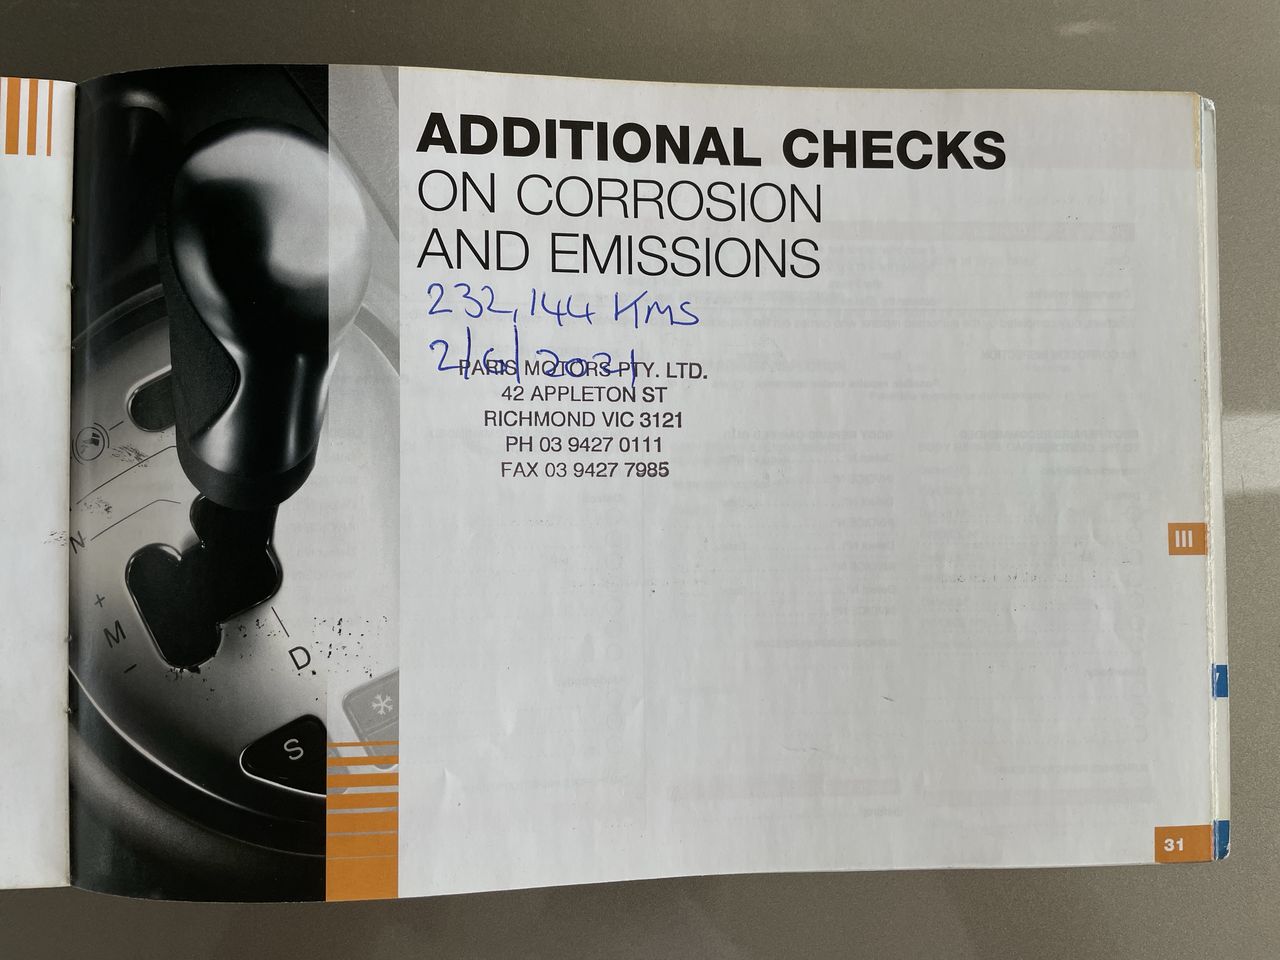 ADDITIONAL CHECKS
ON CORROSION
AND EMISSIONS
232,144 Kms
2/6/2021
PARIS MOTORS PTY. LTD.
42 APPLETON ST
RICHMOND VIC 3121
PH 03 9427 0111
FAX 03 9427 7985
N
+
M
-
D
S
III
31